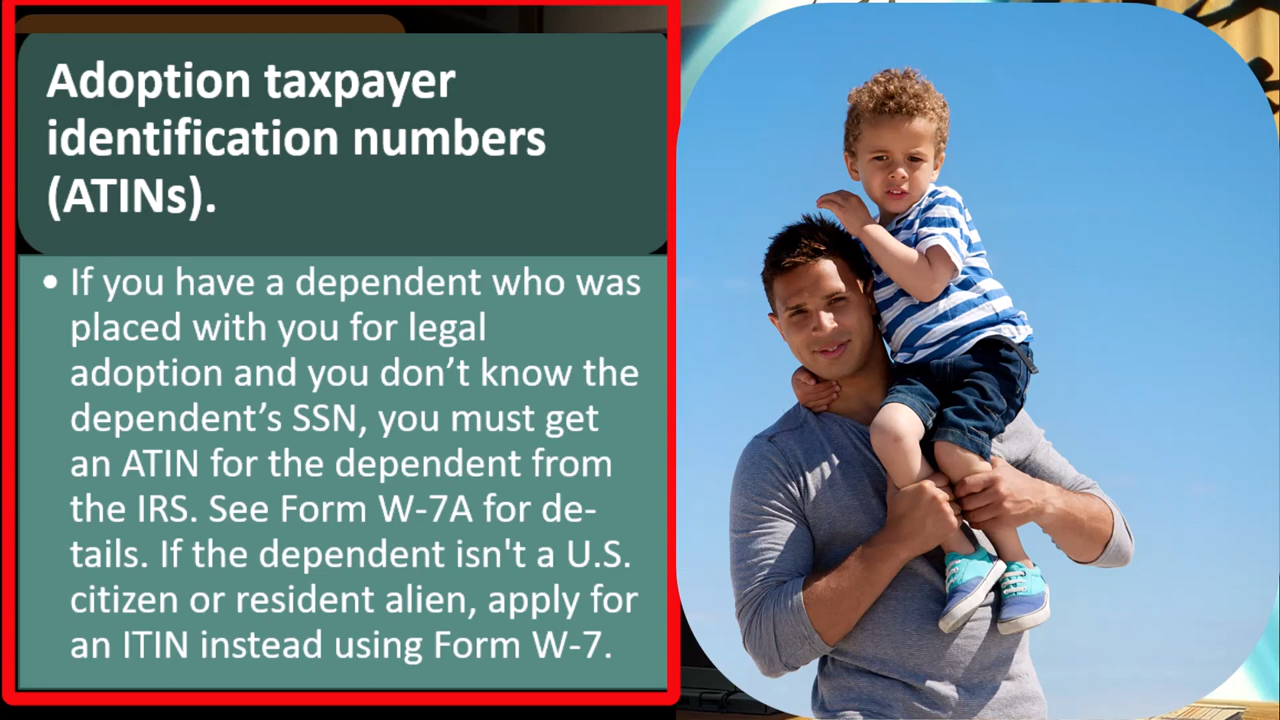 Adoption taxpayer
identification numbers
(ATINs).
• If you have a dependent who was
placed with you for legal
adoption and you don’t know the
dependent’s SSN, you must get
an ATIN for the dependent from
the IRS. See Form W-7A for de-
tails. If the dependent isn't a U.S.
citizen or resident alien, apply for
an ITIN instead using Form W-7.